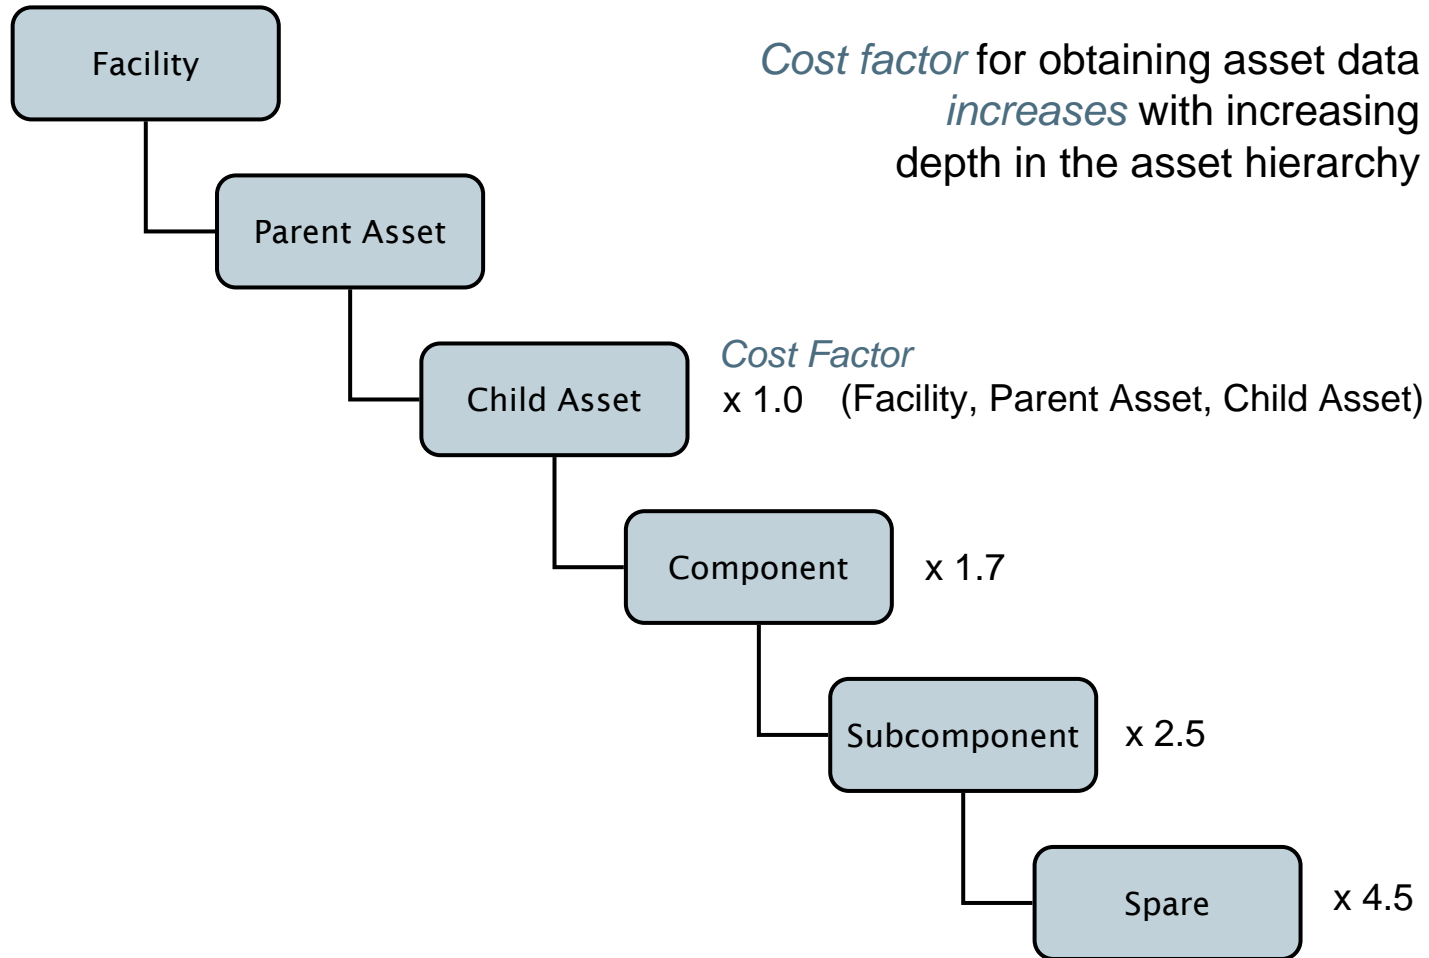 Facility
Cost factor for obtaining asset data
increases with increasing
depth in the asset hierarchy
Parent Asset
Cost Factor
Child Asset
x 1.0 (Facility, Parent Asset, Child Asset)
Component
x 1.7
Subcomponent
x 2.5
Spare
x 4.5